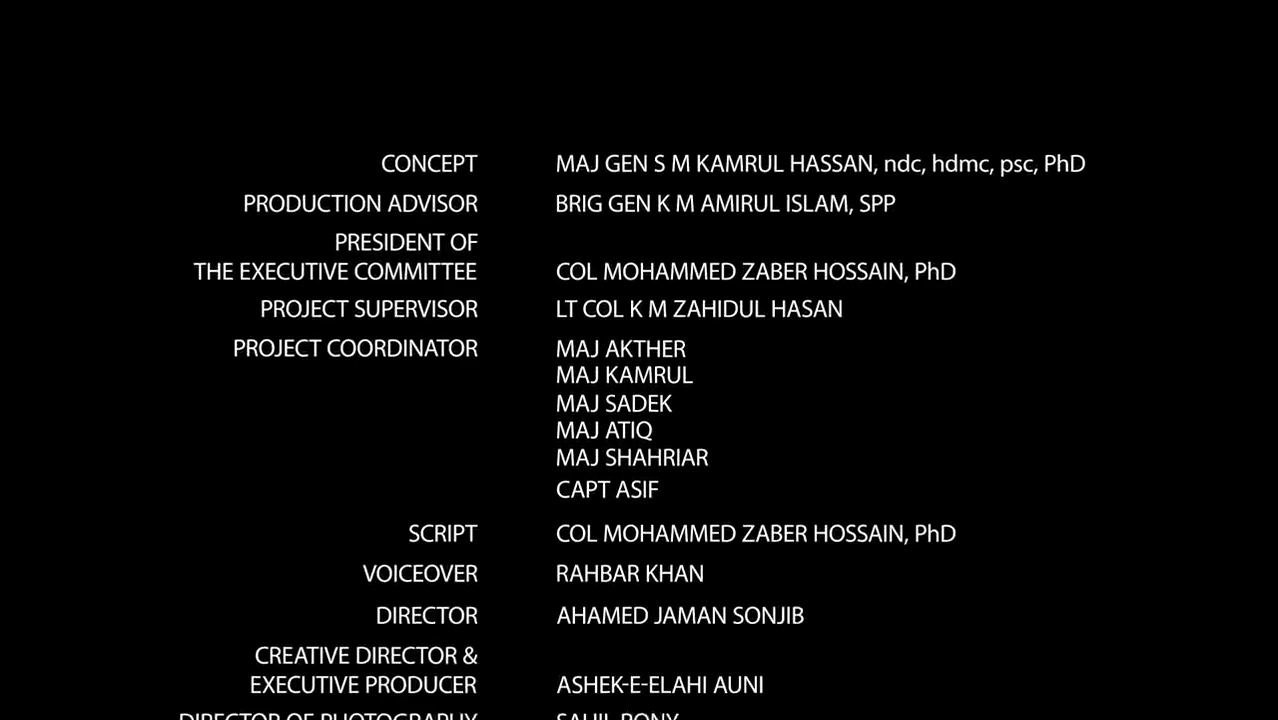 CONCEPT MAJ GEN S M KAMRUL HASSAN, ndc, hdmc, psc, PhD
PRODUCTION ADVISOR BRIG GEN K M AMIRUL ISLAM, SPP
PRESIDENT OF
THE EXECUTIVE COMMITTEE COL MOHAMMED ZABER HOSSAIN, PhD
PROJECT SUPERVISOR LT COL K M ZAHIDUL HASAN
PROJECT COORDINATOR MAJ AKTHER
MAJ KAMRUL
MAJ SADEK
MAJ ATIQ
MAJ SHAHRIAR
CAPT ASIF
SCRIPT COL MOHAMMED ZABER HOSSAIN, PhD
VOICEOVER RAHBAR KHAN
DIRECTOR AHAMED JAMAN SONJIB
CREATIVE DIRECTOR &
EXECUTIVE PRODUCER ASHEK-E-ELAHI AUNI
DIRECTOR OF PHOTOGRAPHY